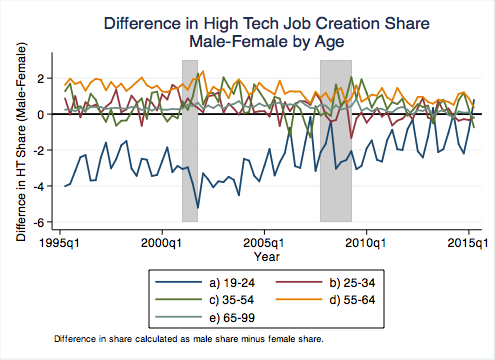 Difference in High Tech Job Creation Share
Male-Female by Age
Differnce in HT Share (Male-Female)
2
0
-2
-4
-6
1995q1 2000q1 2005q1 2010q1 2015q1
Year
a) 19-24 b) 25-34
c) 35-54 d) 55-64
e) 65-99
Difference in share calculated as male share minus female share.